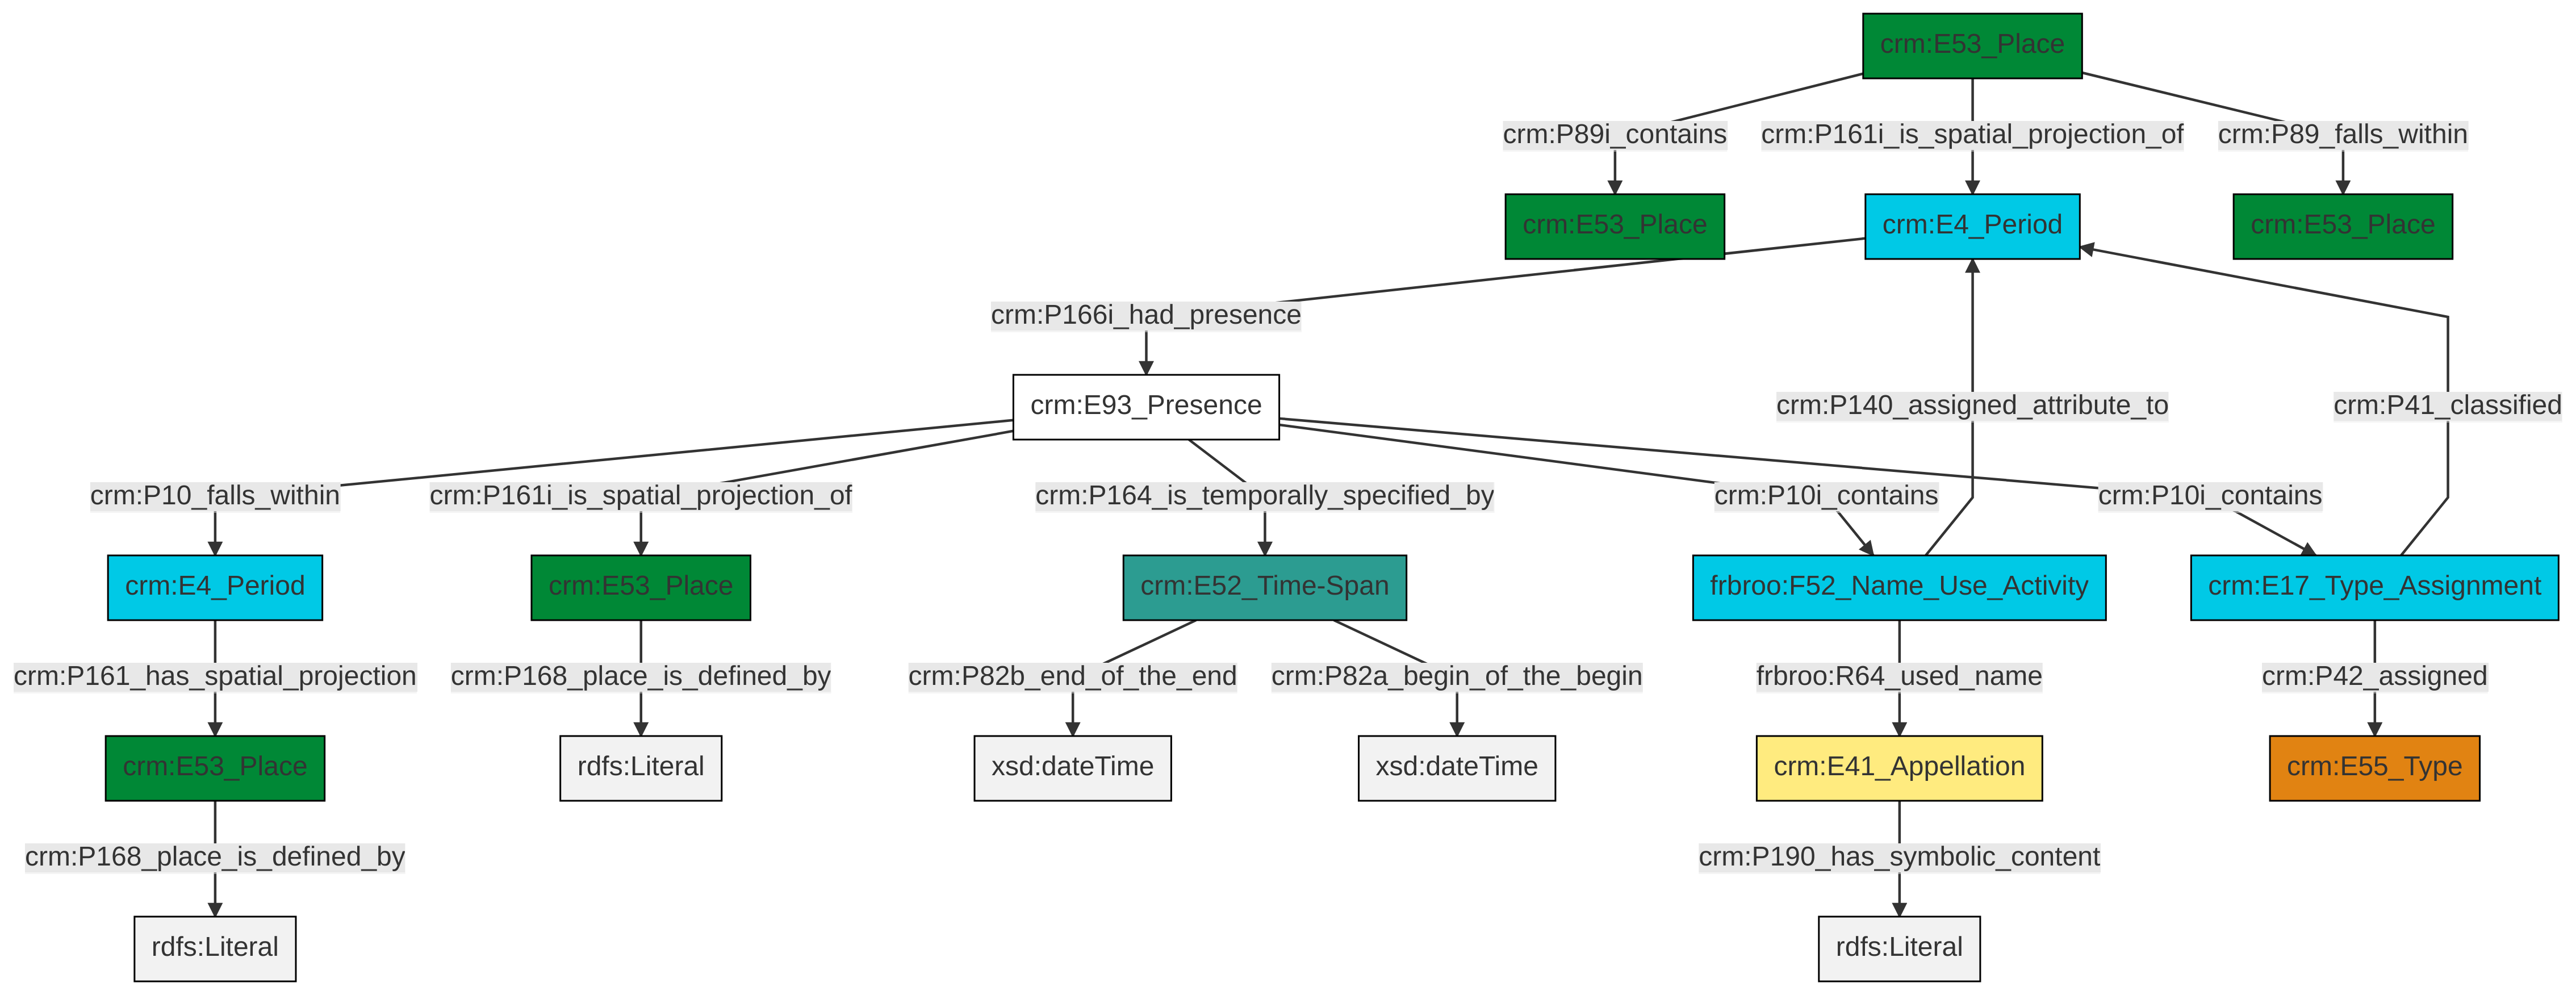 crm:E53_Place
crm:P89i_contains
crm:P161i_is_spatial_projection_of
crm:P89_falls_within
crm:E53_Place
crm:E4_Period
crm:E53_Place
crm:P166i_had_presence
crm:E93_Presence
crm:P140_assigned_attribute_to
crm:P41_classified
crm:P10_falls_within
crm:P161i_is_spatial_projection_of
crm:P164_is_temporally_specified_by
crm:P10i_contains
crm:P10i_contains
crm:E4_Period
crm:E53_Place
crm:E52_Time-Span
frbroo:F52_Name_Use_Activity
crm:E17_Type_Assignment
crm:P161_has_spatial_projection
crm:P168_place_is_defined_by
crm:P82b_end_of_the_end
crm:P82a_begin_of_the_begin
frbroo:R64_used_name
crm:P42_assigned
crm:E53_Place
rdfs:Literal
xsd:dateTime
xsd:dateTime
crm:E41_Appellation
crm:E55_Type
crm:P168_place_is_defined_by
crm:P190_has_symbolic_content
rdfs:Literal
rdfs:Literal